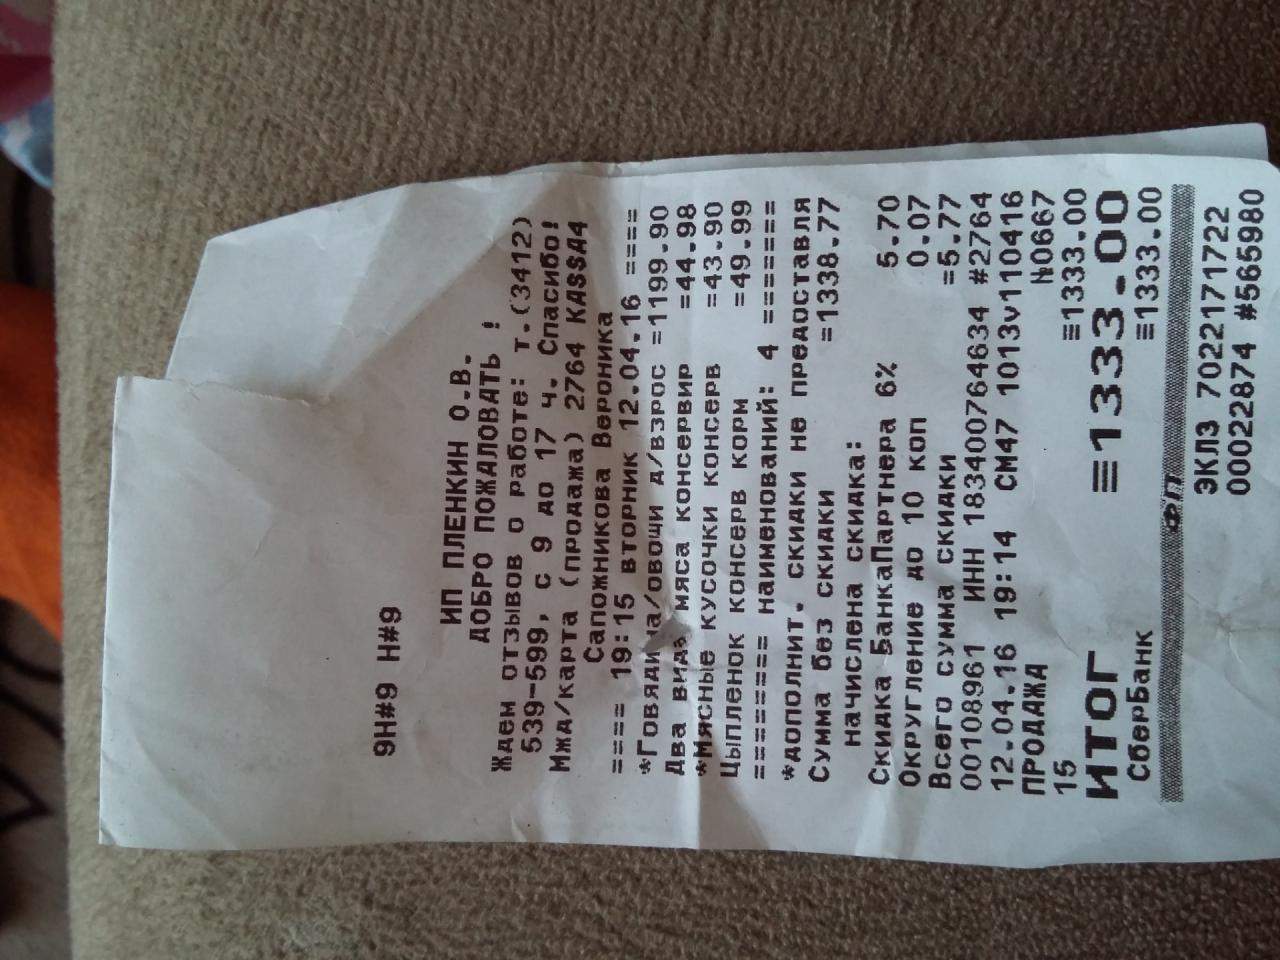 9Н#9 Н#9
ИП ПЛЕНКИН О.В.
ДОБРО ПОЖАЛОВАТЬ !
Ждем отзывов о работе: т.(3412)
539-599, с 9 до 17 ч. Спасибо!
Мжд/карта (продажа) 2764 KASSA4
Сапожникова Вероника
==== 19:15 вторник 12.04.16 ====
*Говядина/овощи д/взрос =1199.90
Два вида мяса консервир =44.98
*Мясные кусочки консерв =43.90
Цыпленок консерв корм =49.99
======== наименований: 4 ========
*дополнит. скидки не предоставля
Сумма без скидки =1338.77
начислена скидка:
Скидка БанкаПартнера 6% 5.70
Округление до 10 коп 0.07
Всего сумма скидки =5.77
00108961 ИНН 183400764634 #2764
12.04.16 19:14 СМ47 1013v110416
ПРОДАЖА №0667
15 ≡1333.00
ИТОГ ≡1333.00
СберБанк ≡1333.00
ФП
ЭКЛЗ 7022171722
00022874 #565980